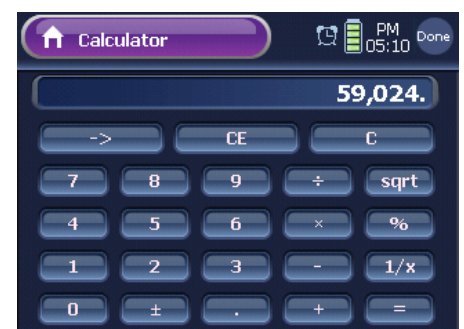 Calculator PM 05:10 Done
59,024.
-> CE C
7 8 9 ÷ sqrt
4 5 6 × %
1 2 3 - 1/x
0 ± . + =